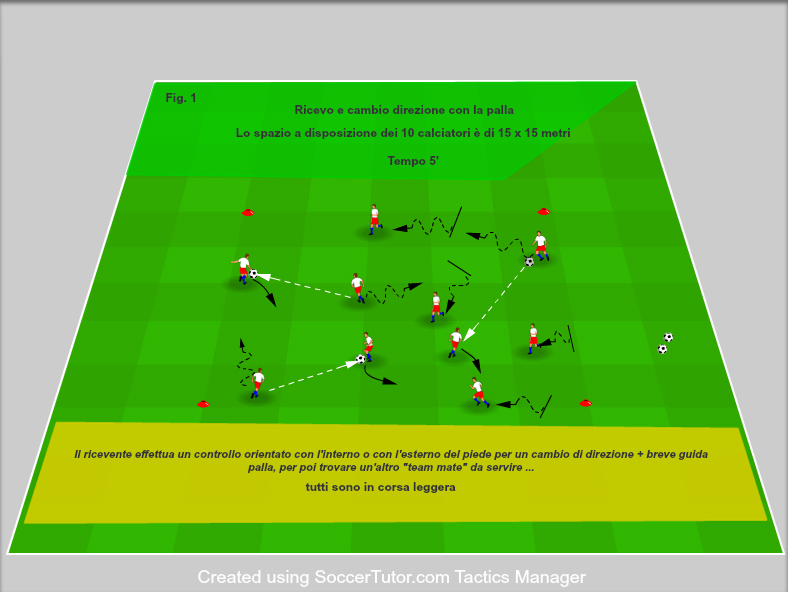 Fig. 1
Ricevo e cambio direzione con la palla
Lo spazio a disposizione dei 10 calciatori è di 15 x 15 metri
Tempo 5'
Il ricevente effettua un controllo orientato con l'interno o con l'esterno del piede per un cambio di direzione + breve guida
palla, per poi trovare un'altro "team mate" da servire ...
tutti sono in corsa leggera
Created using SoccerTutor.com Tactics Manager